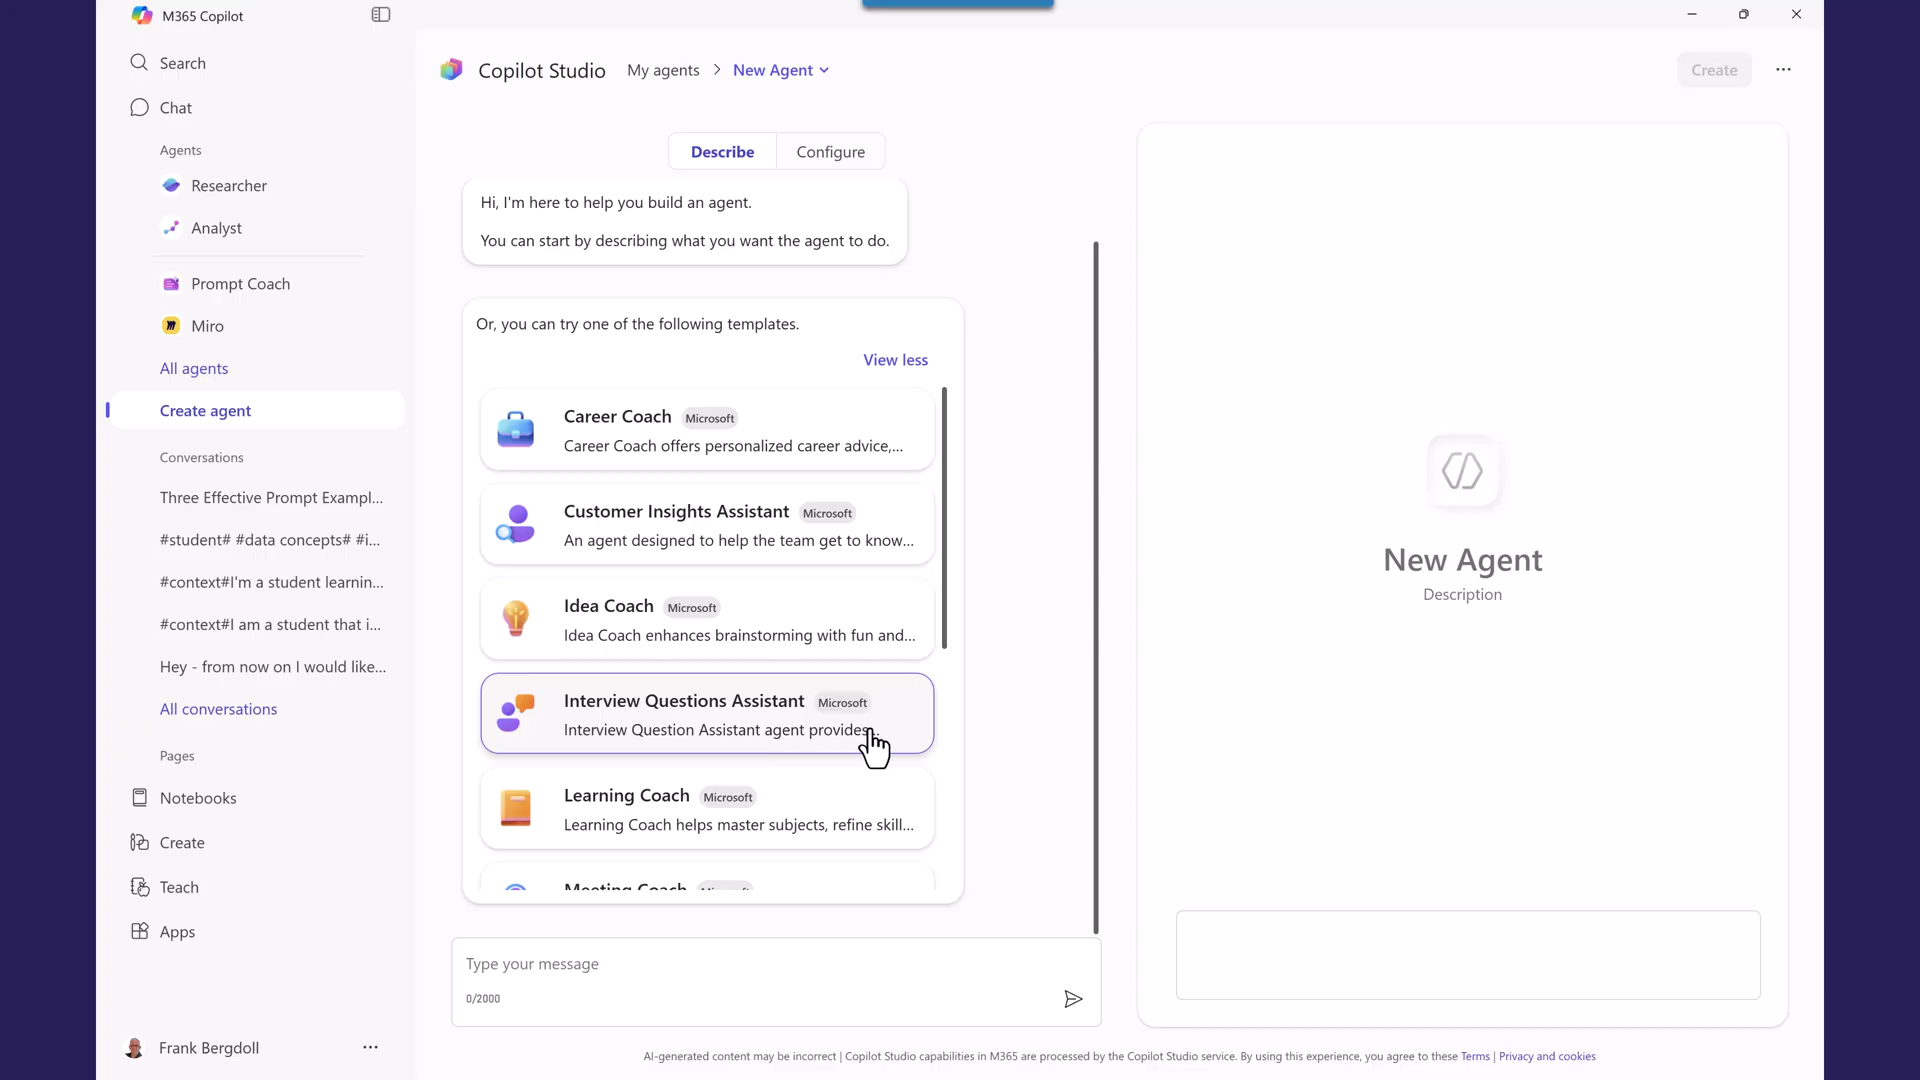 M365 Copilot
Search
Chat
Agents
Researcher
Analyst
Prompt Coach
Miro
All agents
Create agent
Conversations
Three Effective Prompt Exampl...
#student# #data concepts# #i...
#context#I'm a student learnin...
#context#I am a student that i...
Hey - from now on I would like...
All conversations
Pages
Notebooks
Create
Teach
Apps
Frank Bergdoll
Copilot Studio My agents > New Agent
Create
Describe Configure
Hi, I'm here to help you build an agent.
You can start by describing what you want the agent to do.
Or, you can try one of the following templates.
View less
Career Coach Microsoft
Career Coach offers personalized career advice,...
Customer Insights Assistant Microsoft
An agent designed to help the team get to know...
Idea Coach Microsoft
Idea Coach enhances brainstorming with fun and...
Interview Questions Assistant Microsoft
Interview Question Assistant agent provides...
Learning Coach Microsoft
Learning Coach helps master subjects, refine skill...
Meeting Coach Microsoft
Type your message
0/2000
New Agent
Description
AI-generated content may be incorrect | Copilot Studio capabilities in M365 are processed by the Copilot Studio service. By using this experience, you agree to these Terms | Privacy and cookies